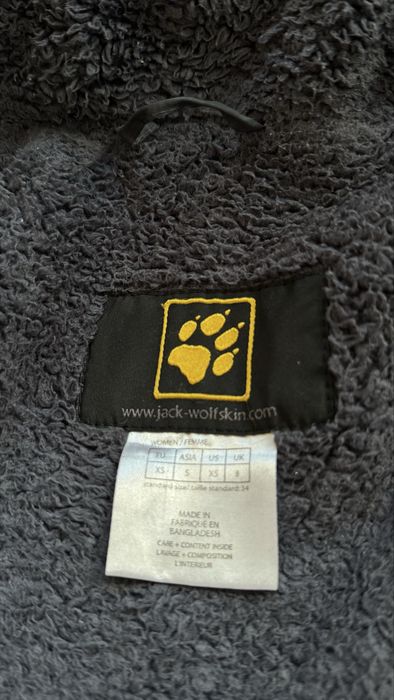 www.jack-wolfskin.com
WOMEN / FEMME
EU ASIA US UK
XS S XS 8
standard size/ taille standard: 34
MADE IN
FABRIQUÉ EN
BANGLADESH
CARE + CONTENT INSIDE
LAVAGE + COMPOSITION
L'INTERIEUR